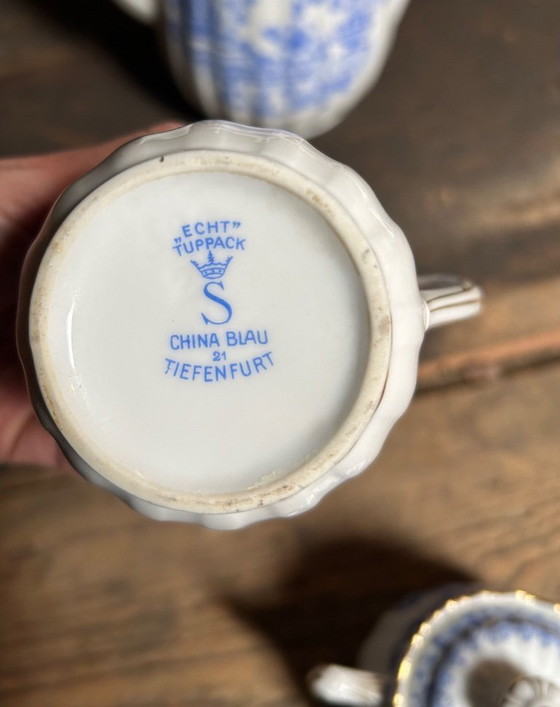 „ECHT”
TUPPACK
S
CHINA BLAU
21
TIEFENFURT